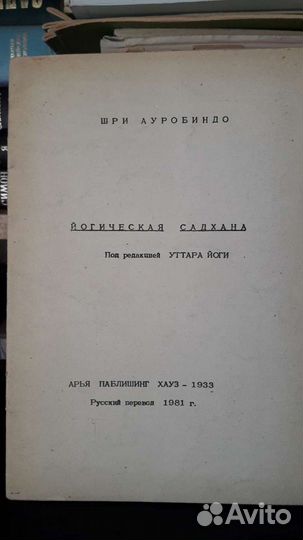 ШРИ АУРОБИНДО
ЙОГИЧЕСКАЯ САДХАНА
Под редакцией УТТАРА ЙОГИ
АРЬЯ ПАБЛИШИНГ ХАУЗ – 1933
Русский перевод 1981 г.
Avito